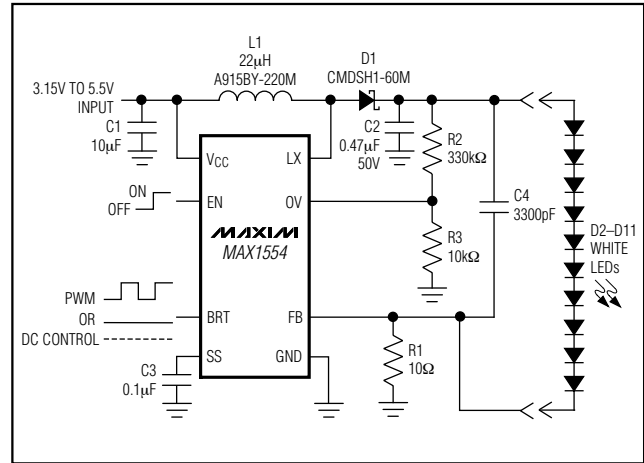 L1
22µH
A915BY-220M
D1
CMDSH1-60M
3.15V TO 5.5V
INPUT
C1
10µF
C2
0.47µF
50V
R2
330kΩ
VCC
LX
C4
3300pF
ON
OFF
EN
OV
MAXIM
MAX1554
R3
10kΩ
D2–D11
WHITE
LEDs
PWM
OR
DC CONTROL
BRT
FB
SS
GND
R1
10Ω
C3
0.1µF